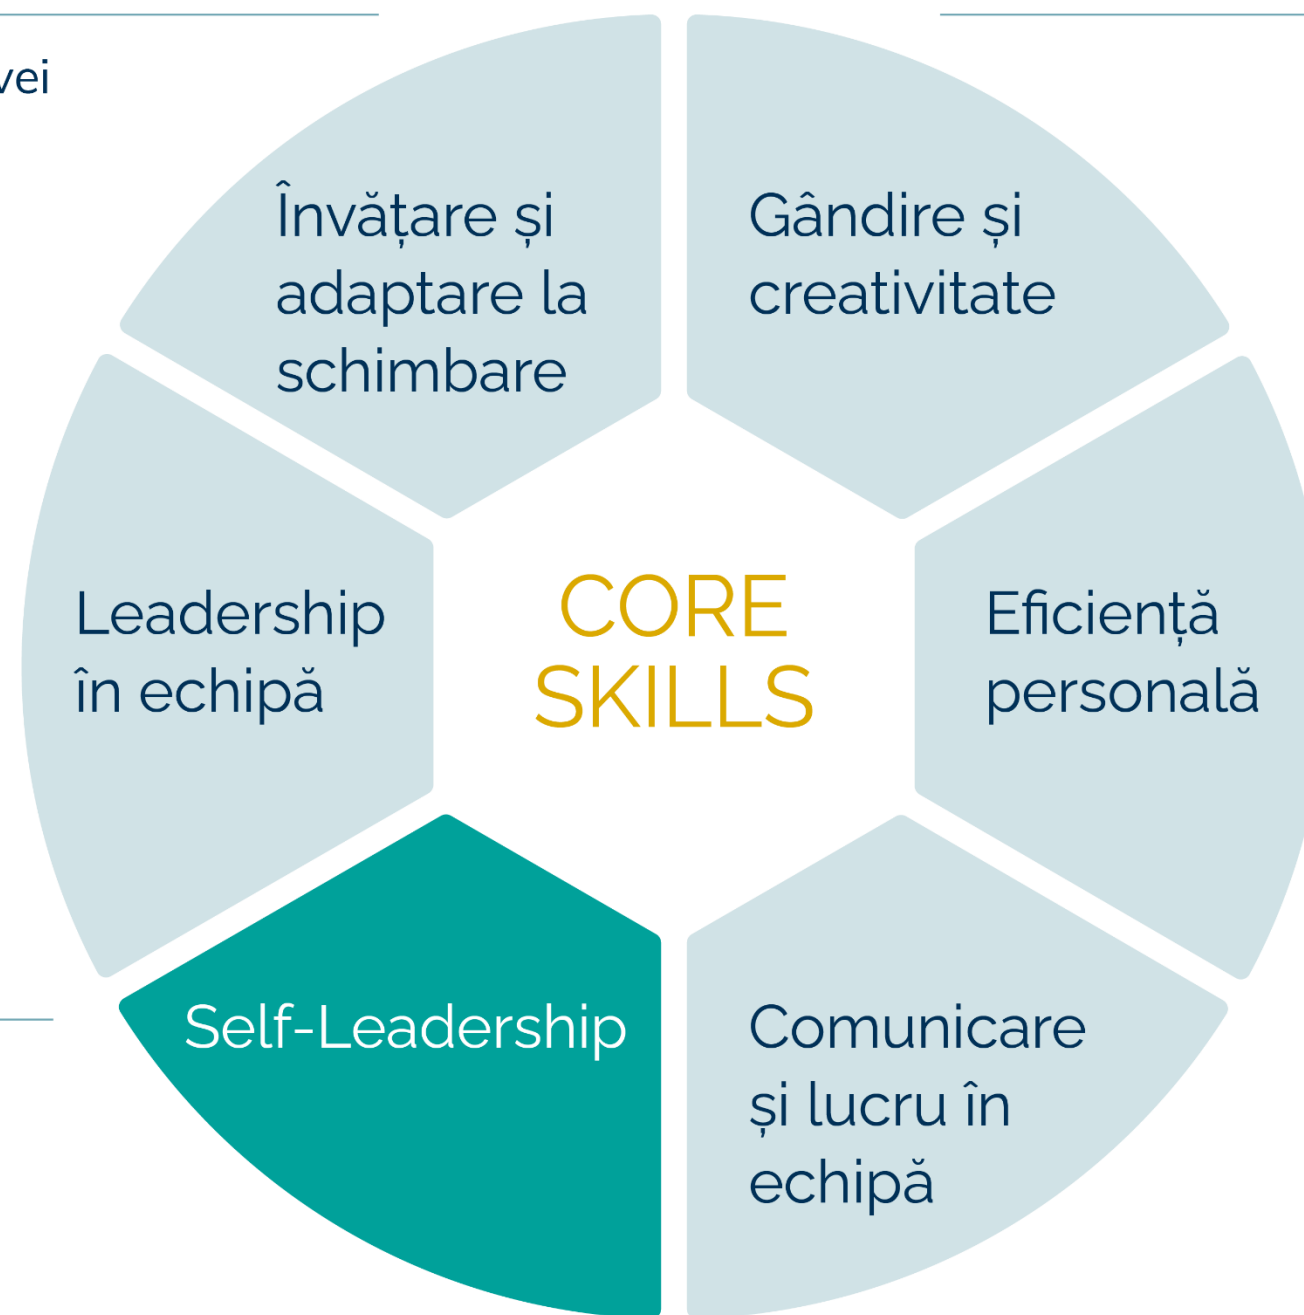 vei
Învățare și
adaptare la
schimbare
Gândire și
creativitate
Leadership
în echipă
CORE
SKILLS
Eficiență
personală
Self-Leadership
Comunicare
și lucru în
echipă